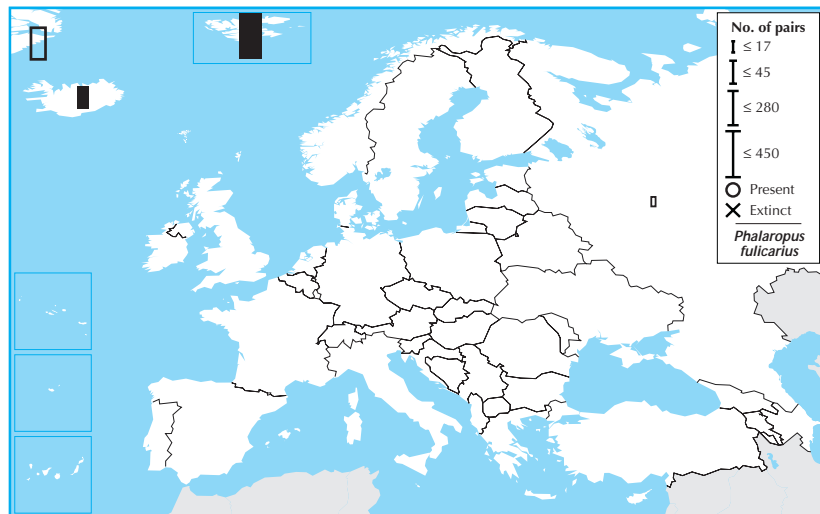 No. of pairs
≤ 17
≤ 45
≤ 280
≤ 450
Present
Extinct
Phalaropus
fulicarius